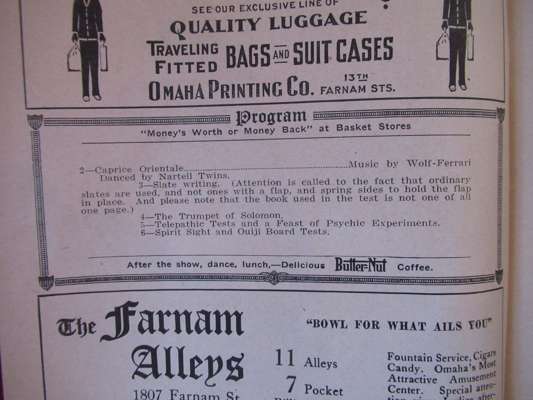 SEE OUR EXCLUSIVE LINE OF
QUALITY LUGGAGE
TRAVELING
FITTED BAGS AND SUIT CASES
OMAHA PRINTING CO. 13TH
FARNAM STS.
Program
"Money's Worth or Money Back" at Basket Stores
2—Caprice Orientale..............................Music by Wolf-Ferrari
Danced by Nartell Twins.
3—Slate writing. (Attention is called to the fact that ordinary
slates are used, and not ones with a flap, and spring sides to hold the flap
in place. And please note that the book used in the test is not one of all
one page.)
4—The Trumpet of Solomon.
5—Telepathic Tests and a Feast of Psychic Experiments.
6—Spirit Sight and Ouiji Board Tests.
After the show, dance, lunch,—Delicious Butter-Nut Coffee.
The Farnam
Alleys
1807 Farnam St.
"BOWL FOR WHAT AILS YOU"
11 Alleys
7 Pocket
Fountain Service, Cigars
Candy. Omaha's Most
Attractive Amusement
Center. Special atten-